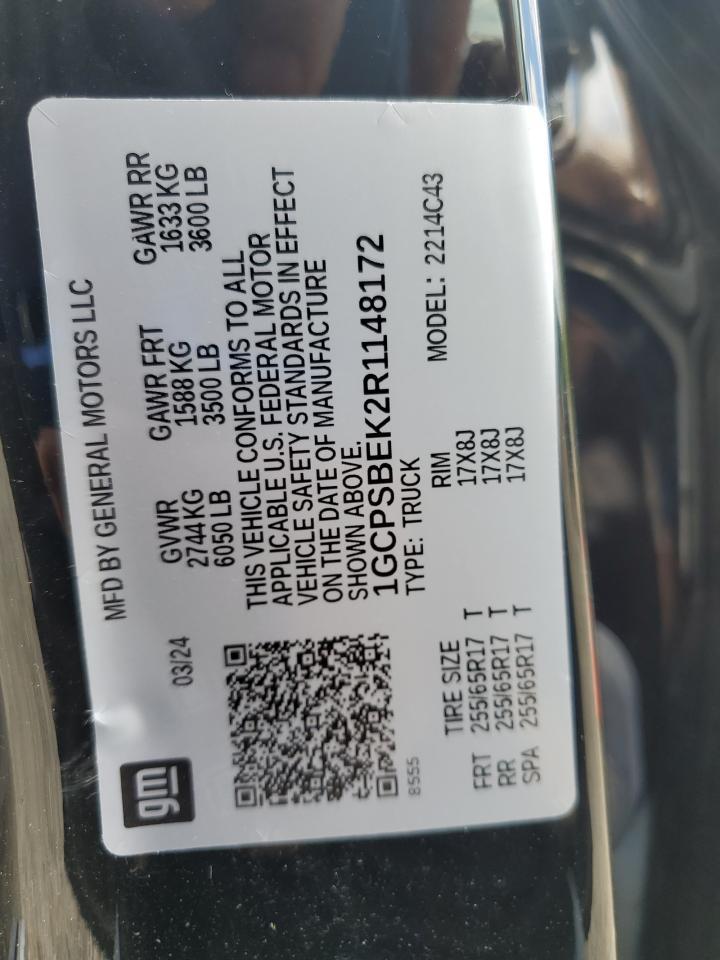 gm
MFD BY GENERAL MOTORS LLC
03/24
GVWR GAWR FRT GAWR RR
2744 KG 1588 KG 1633 KG
6050 LB 3500 LB 3600 LB
THIS VEHICLE CONFORMS TO ALL
APPLICABLE U.S. FEDERAL MOTOR
VEHICLE SAFETY STANDARDS IN EFFECT
ON THE DATE OF MANUFACTURE
SHOWN ABOVE.
1GCPSBEK2R1148172
TYPE: TRUCK MODEL: 2214C43
8555
TIRE SIZE RIM
FRT 255/65R17 T 17X8J
RR 255/65R17 T 17X8J
SPA 255/65R17 T 17X8J